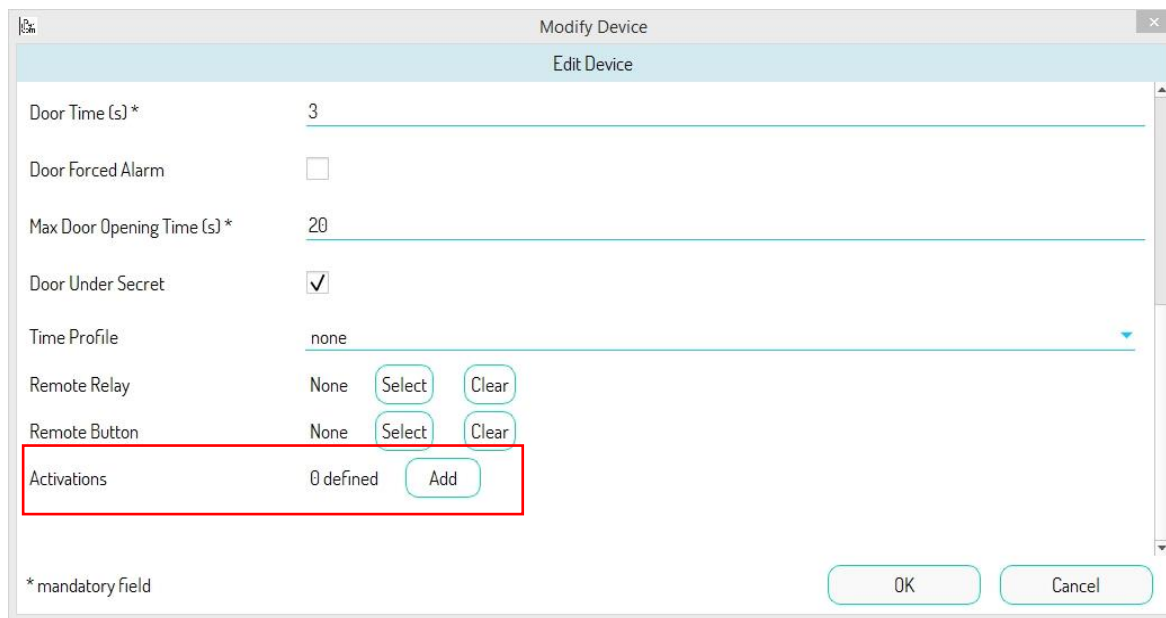 Modify Device
Edit Device
Door Time (s) * 3
Door Forced Alarm
Max Door Opening Time (s) * 20
Door Under Secret
Time Profile none
Remote Relay None Select Clear
Remote Button None Select Clear
Activations 0 defined Add
* mandatory field OK Cancel